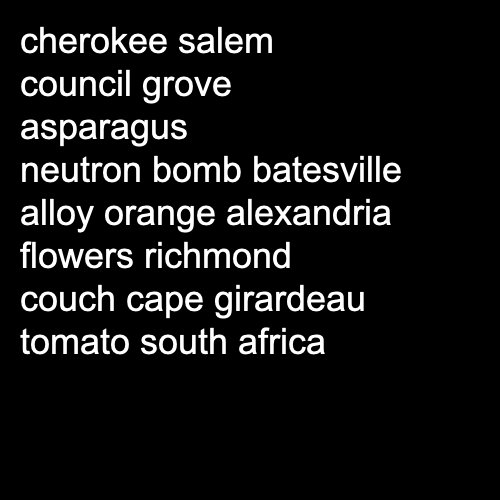 cherokee salem
council grove
asparagus
neutron bomb batesville
alloy orange alexandria
flowers richmond
couch cape girardeau
tomato south africa